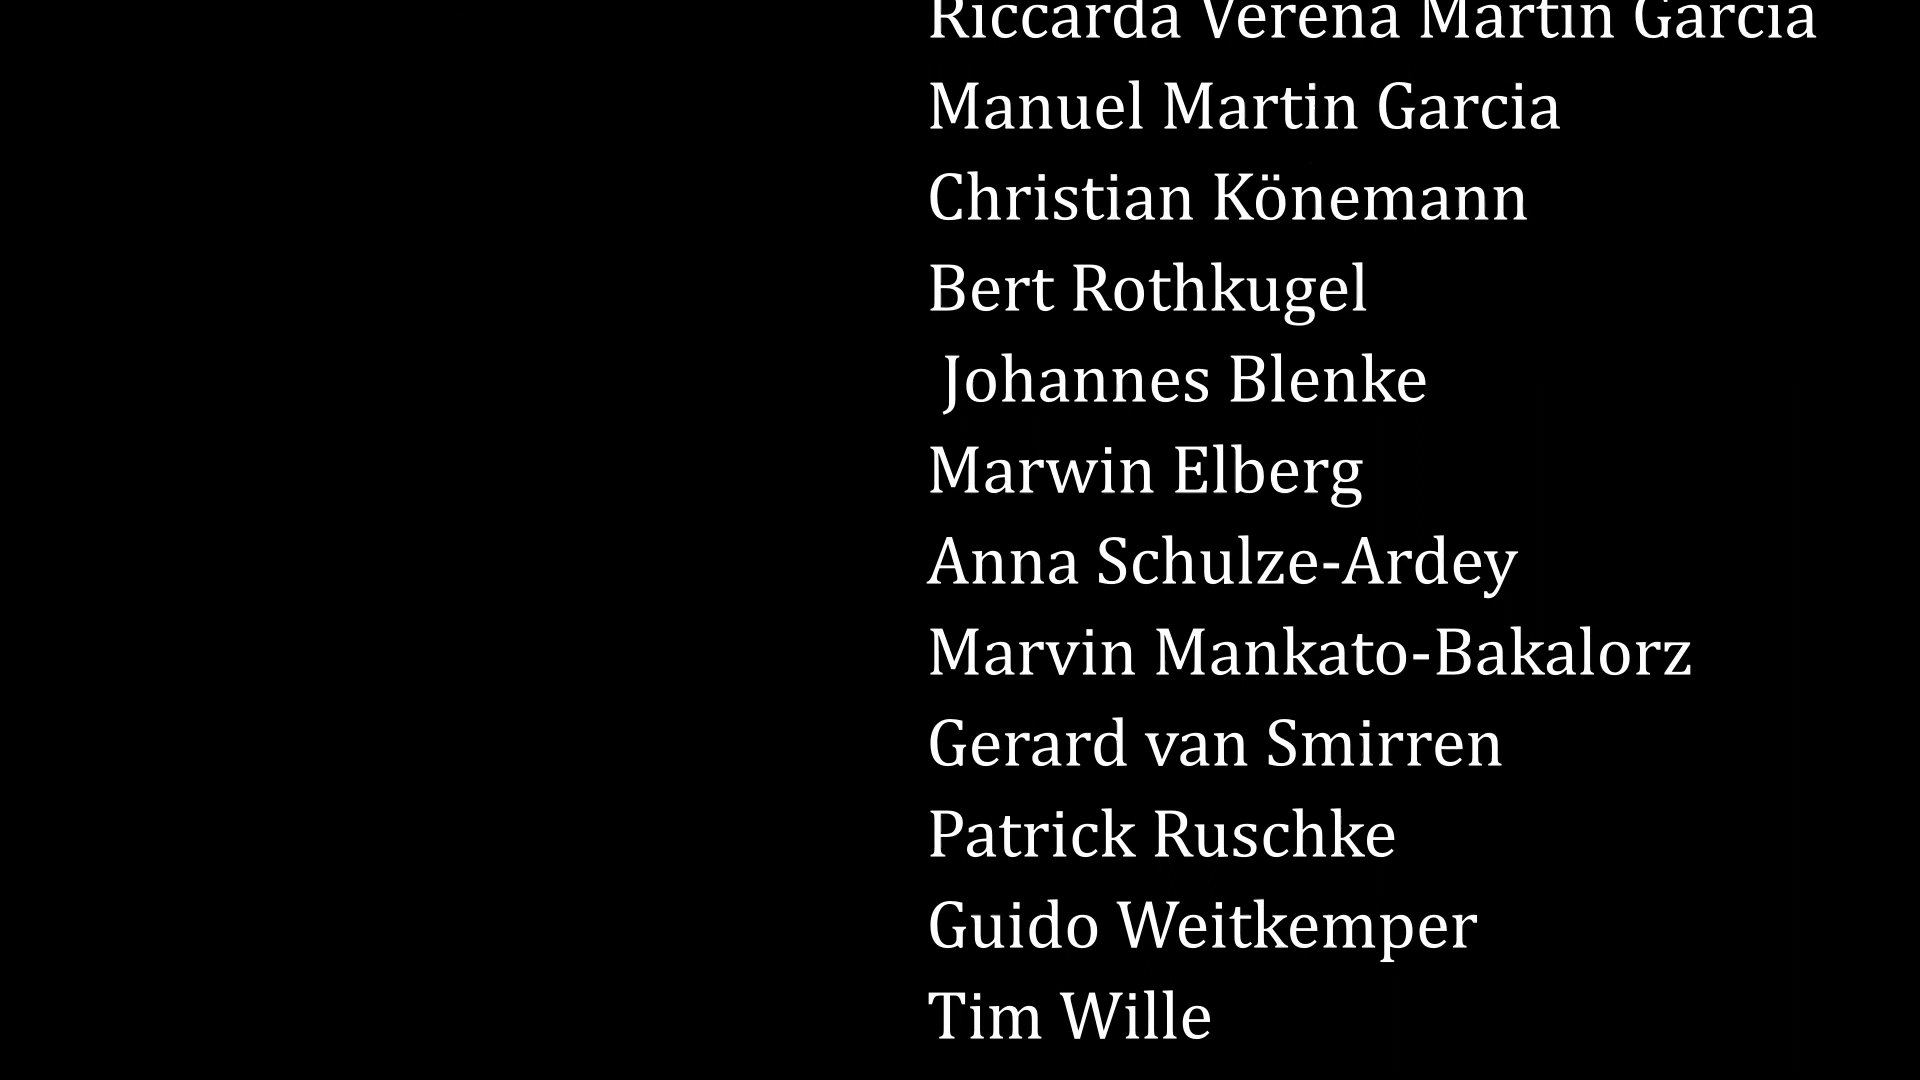 Riccarda Verena Martin Garcia
Manuel Martin Garcia
Christian Könemann
Bert Rothkugel
Johannes Blenke
Marwin Elberg
Anna Schulze-Ardey
Marvin Mankato-Bakalorz
Gerard van Smirren
Patrick Ruschke
Guido Weitkemper
Tim Wille